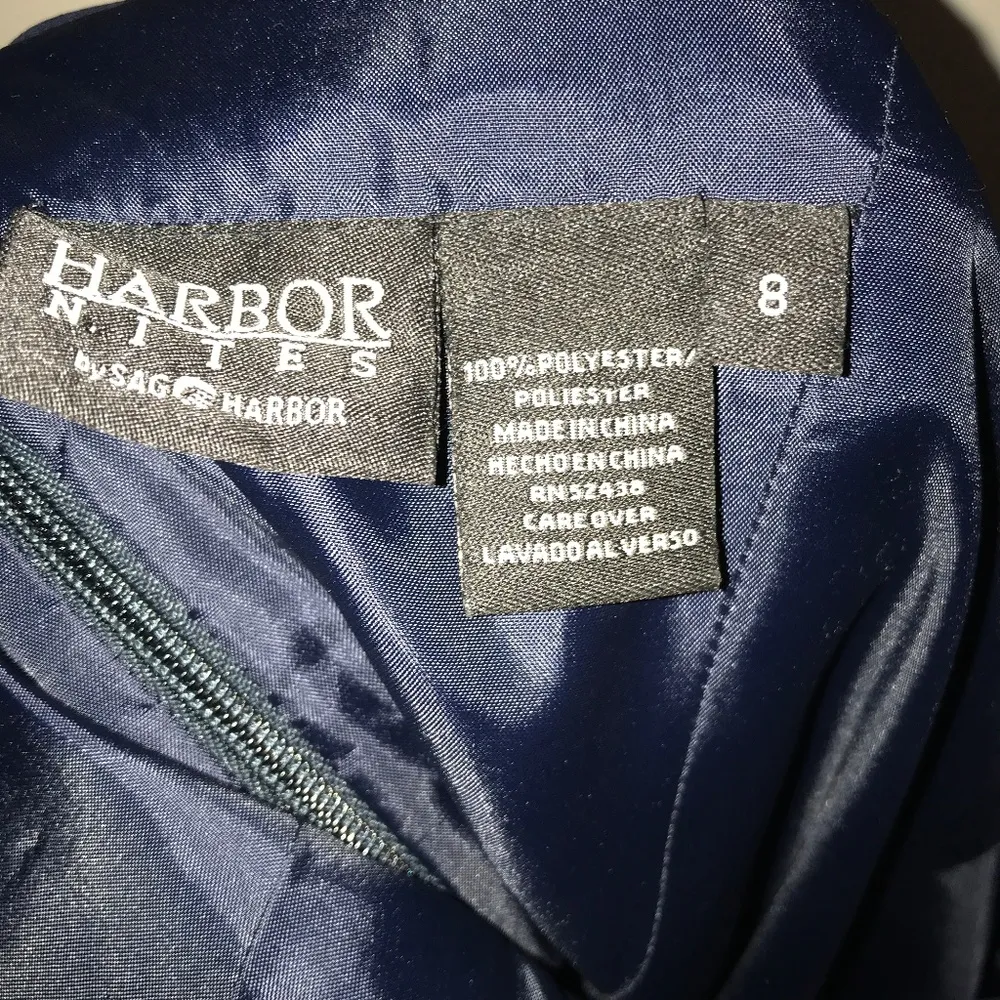 HARBOR
NITES
by SAG HARBOR
8
100% POLYESTER/
POLIESTER
MADE IN CHINA
HECHO EN CHINA
RN52438
CARE OVER
LAVADO AL VERSO